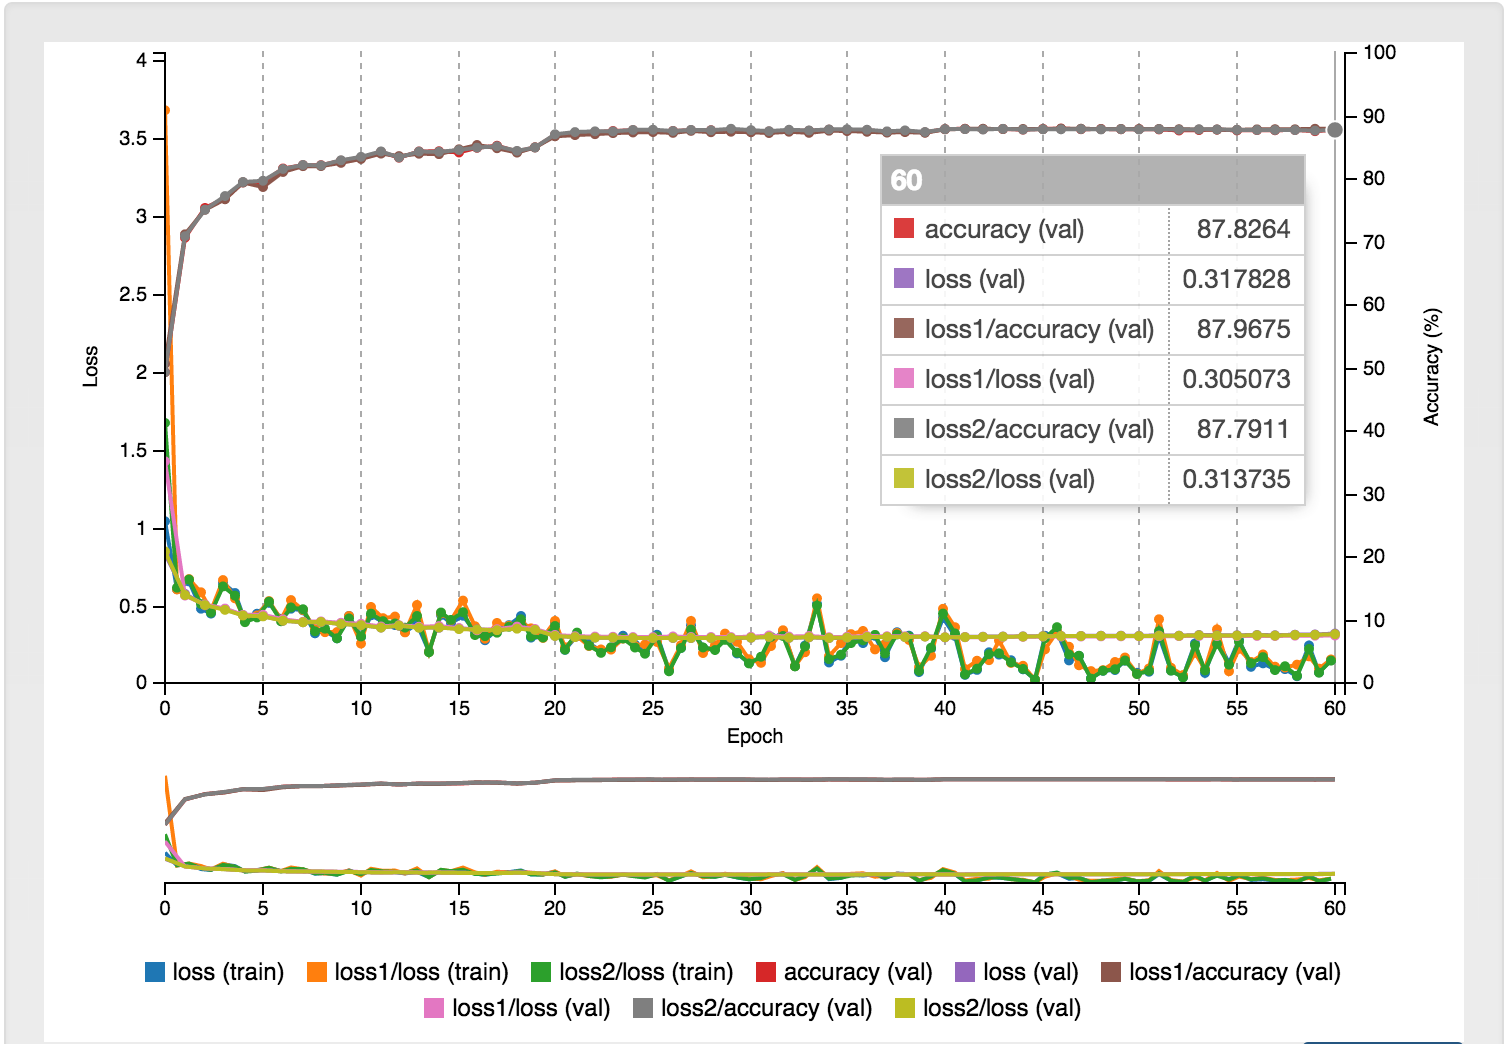 4
3.5
3
2.5
2
1.5
1
0.5
0
Loss
100
90
80
70
60
50
40
30
20
10
0
Accuracy (%)
60
accuracy (val) 87.8264
loss (val) 0.317828
loss1/accuracy (val) 87.9675
loss1/loss (val) 0.305073
loss2/accuracy (val) 87.7911
loss2/loss (val) 0.313735
0 5 10 15 20 25 30 35 40 45 50 55 60
Epoch
0 5 10 15 20 25 30 35 40 45 50 55 60
loss (train) loss1/loss (train) loss2/loss (train) accuracy (val) loss (val) loss1/accuracy (val)
loss1/loss (val) loss2/accuracy (val) loss2/loss (val)